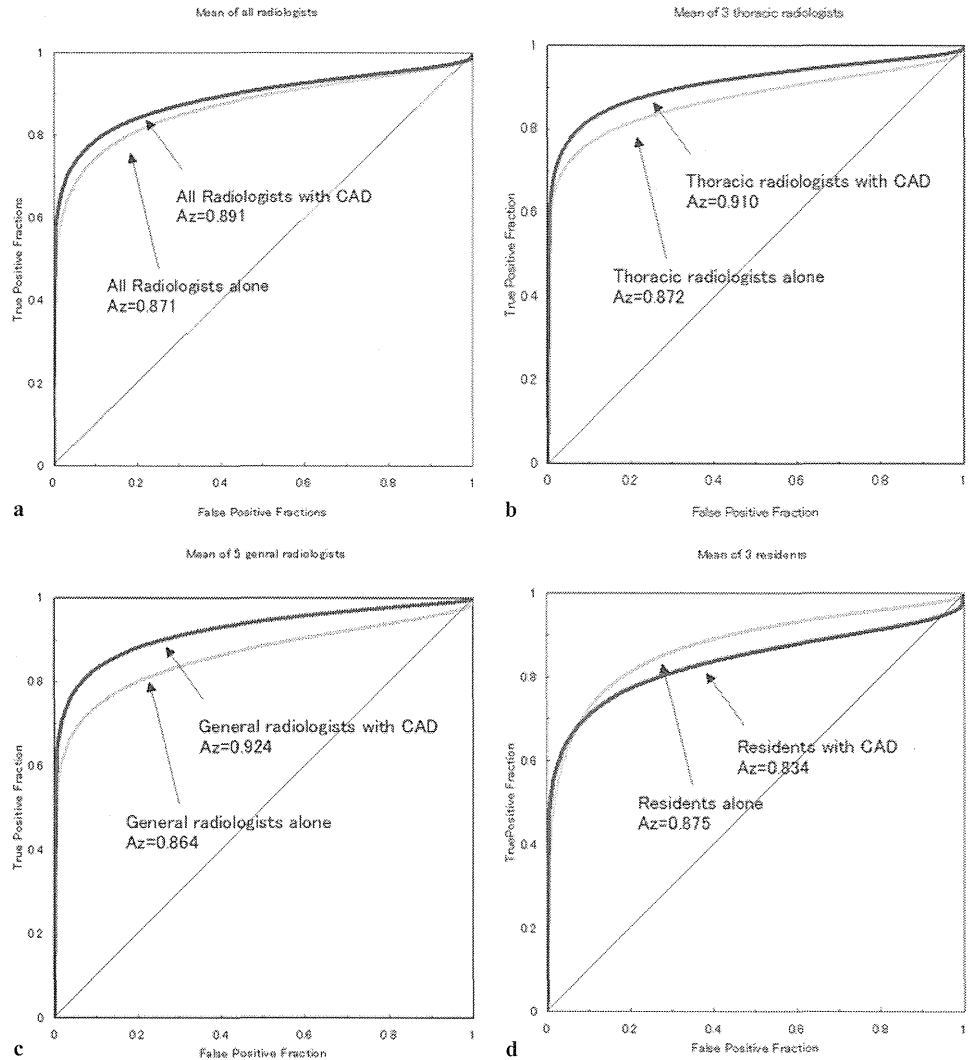 Mean of all radiologists
1
0.8
0.6
0.4
0.2
0
True Positive Fractions
All Radiologists with CAD
Az=0.891
All Radiologists alone
Az=0.871
0
0.2
0.4
0.6
0.8
1
False Positive Fractions
a
Mean of 3 thoracic radiologists
1
0.8
0.6
0.4
0.2
0
True Positive Fraction
Thoracic radiologists with CAD
Az=0.910
Thoracic radiologists alone
Az=0.872
0
0.2
0.4
0.6
0.8
1
False Positive Fraction
b
Mean of 5 genral radiologists
1
0.8
0.6
0.4
0.2
0
True Positive Fraction
General radiologists with CAD
Az=0.924
General radiologists alone
Az=0.864
0
0.2
0.4
0.6
0.8
1
False Positive Fraction
c
Mean of 3 residents
1
0.8
0.6
0.4
0.2
0
TruePositive Fraction
Residents with CAD
Az=0.834
Residents alone
Az=0.875
0
0.2
0.4
0.6
0.8
1
False Positive Fraction
d